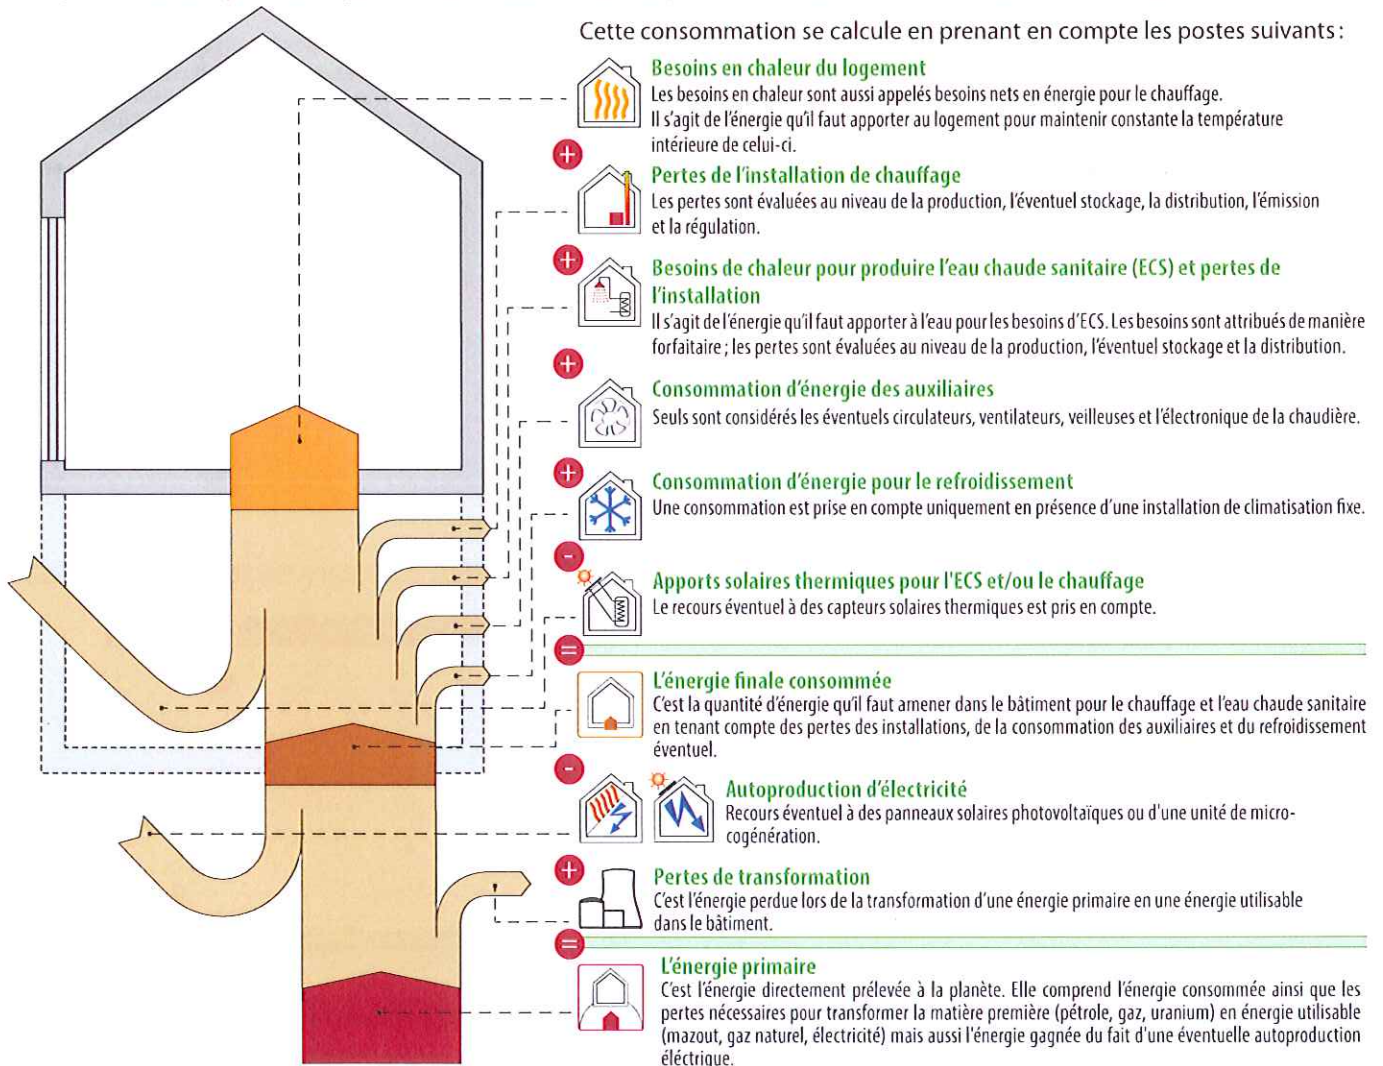 Cette consommation se calcule en prenant en compte les postes suivants :
Besoins en chaleur du logement
Les besoins en chaleur sont aussi appelés besoins nets en énergie pour le chauffage.
Il s'agit de l'énergie qu'il faut apporter au logement pour maintenir constante la température
intérieure de celui-ci.
+
Pertes de l'installation de chauffage
Les pertes sont évaluées au niveau de la production, l'éventuel stockage, la distribution, l'émission
et la régulation.
+
Besoins de chaleur pour produire l'eau chaude sanitaire (ECS) et pertes de
l'installation
Il s'agit de l'énergie qu'il faut apporter à l'eau pour les besoins d'ECS. Les besoins sont attribués de manière
forfaitaire ; les pertes sont évaluées au niveau de la production, l'éventuel stockage et la distribution.
+
Consommation d'énergie des auxiliaires
Seuls sont considérés les éventuels circulateurs, ventilateurs, veilleuses et l'électronique de la chaudière.
+
Consommation d'énergie pour le refroidissement
Une consommation est prise en compte uniquement en présence d'une installation de climatisation fixe.
-
Apports solaires thermiques pour l'ECS et/ou le chauffage
Le recours éventuel à des capteurs solaires thermiques est pris en compte.
=
L'énergie finale consommée
C'est la quantité d'énergie qu'il faut amener dans le bâtiment pour le chauffage et l'eau chaude sanitaire
en tenant compte des pertes des installations, de la consommation des auxiliaires et du refroidissement
éventuel.
-
Autoproduction d'électricité
Recours éventuel à des panneaux solaires photovoltaïques ou d'une unité de micro-
cogénération.
+
Pertes de transformation
C'est l'énergie perdue lors de la transformation d'une énergie primaire en une énergie utilisable
dans le bâtiment.
=
L'énergie primaire
C'est l'énergie directement prélevée à la planète. Elle comprend l'énergie consommée ainsi que les
pertes nécessaires pour transformer la matière première (pétrole, gaz, uranium) en énergie utilisable
(mazout, gaz naturel, électricité) mais aussi l'énergie gagnée du fait d'une éventuelle autoproduction
éléctrique.